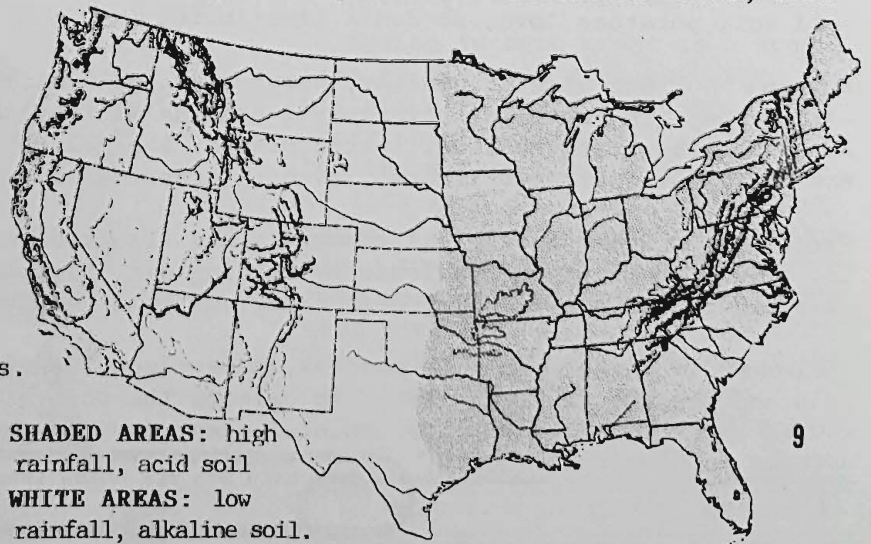 s.
SHADED AREAS: high
rainfall, acid soil
9
WHITE AREAS: low
rainfall, alkaline soil.